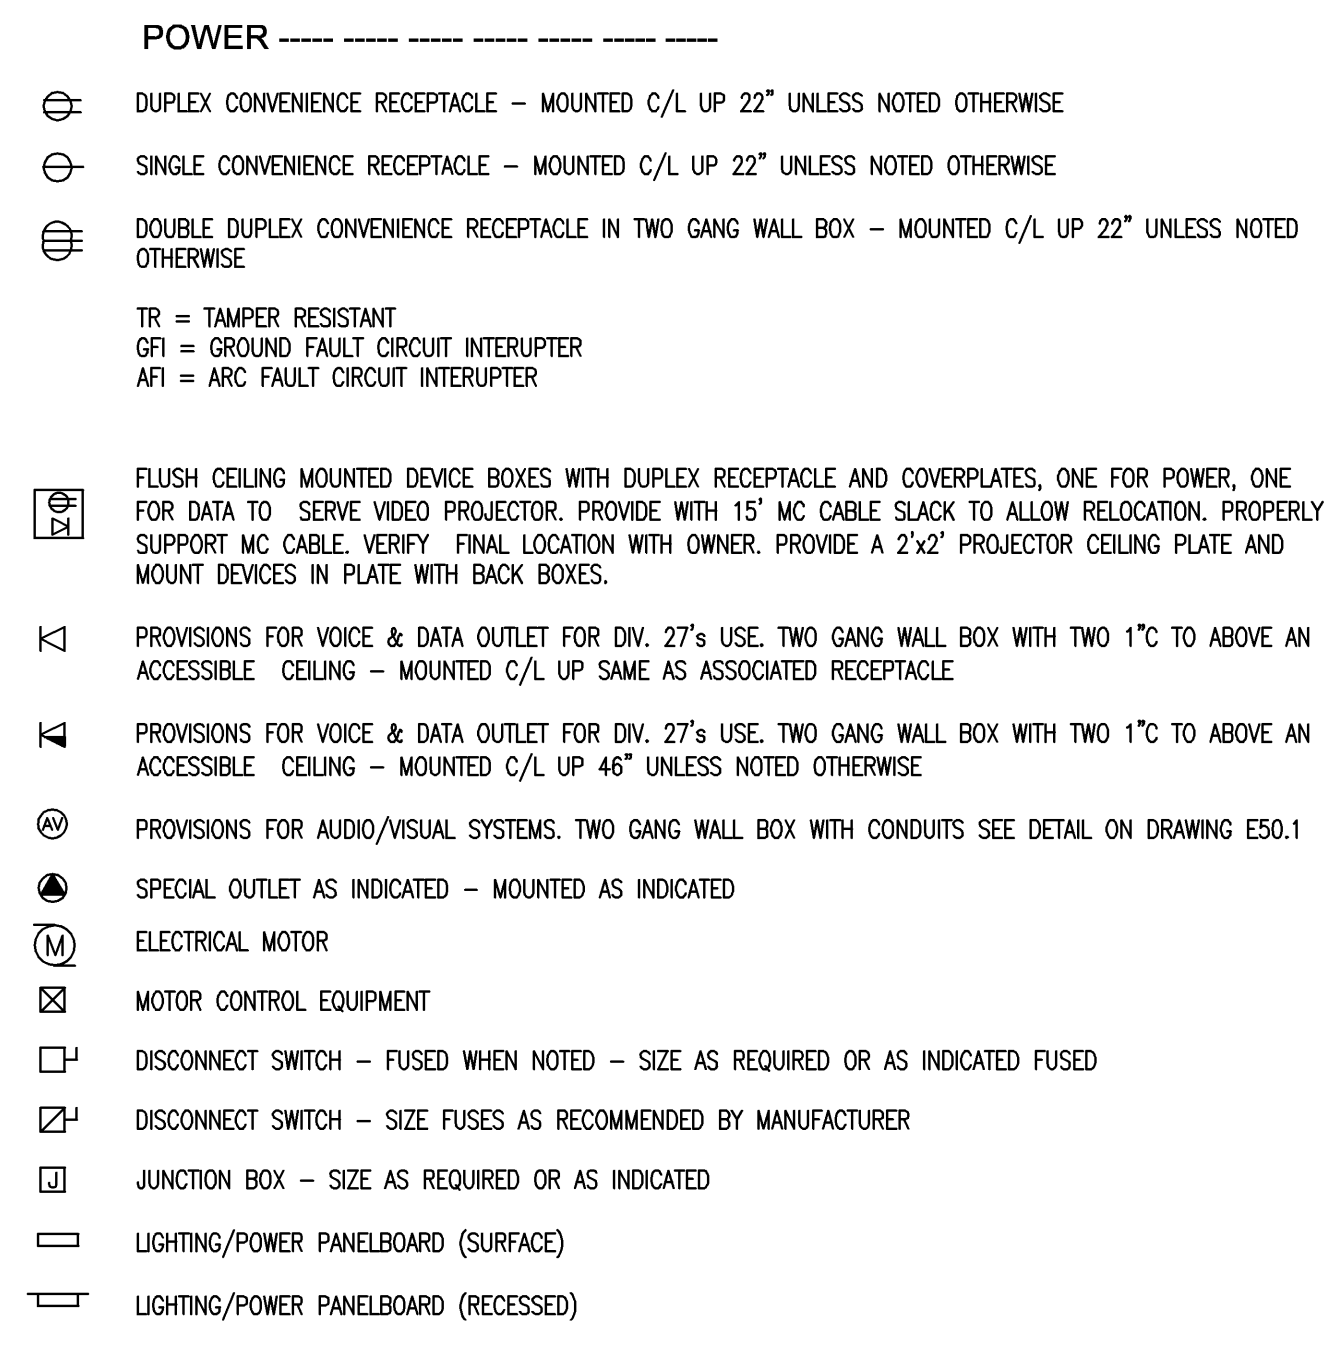 POWER ----- ----- ----- ----- ----- ----- -----
DUPLEX CONVENIENCE RECEPTACLE – MOUNTED C/L UP 22" UNLESS NOTED OTHERWISE
SINGLE CONVENIENCE RECEPTACLE – MOUNTED C/L UP 22" UNLESS NOTED OTHERWISE
DOUBLE DUPLEX CONVENIENCE RECEPTACLE IN TWO GANG WALL BOX – MOUNTED C/L UP 22" UNLESS NOTED
OTHERWISE
TR = TAMPER RESISTANT
GFI = GROUND FAULT CIRCUIT INTERUPTER
AFI = ARC FAULT CIRCUIT INTERUPTER
FLUSH CEILING MOUNTED DEVICE BOXES WITH DUPLEX RECEPTACLE AND COVERPLATES, ONE FOR POWER, ONE
FOR DATA TO SERVE VIDEO PROJECTOR. PROVIDE WITH 15' MC CABLE SLACK TO ALLOW RELOCATION. PROPERLY
SUPPORT MC CABLE. VERIFY FINAL LOCATION WITH OWNER. PROVIDE A 2'x2' PROJECTOR CEILING PLATE AND
MOUNT DEVICES IN PLATE WITH BACK BOXES.
PROVISIONS FOR VOICE & DATA OUTLET FOR DIV. 27's USE. TWO GANG WALL BOX WITH TWO 1"C TO ABOVE AN
ACCESSIBLE CEILING – MOUNTED C/L UP SAME AS ASSOCIATED RECEPTACLE
PROVISIONS FOR VOICE & DATA OUTLET FOR DIV. 27's USE. TWO GANG WALL BOX WITH TWO 1"C TO ABOVE AN
ACCESSIBLE CEILING – MOUNTED C/L UP 46" UNLESS NOTED OTHERWISE
AV PROVISIONS FOR AUDIO/VISUAL SYSTEMS. TWO GANG WALL BOX WITH CONDUITS SEE DETAIL ON DRAWING E50.1
SPECIAL OUTLET AS INDICATED – MOUNTED AS INDICATED
M ELECTRICAL MOTOR
MOTOR CONTROL EQUIPMENT
DISCONNECT SWITCH – FUSED WHEN NOTED – SIZE AS REQUIRED OR AS INDICATED FUSED
DISCONNECT SWITCH – SIZE FUSES AS RECOMMENDED BY MANUFACTURER
J JUNCTION BOX – SIZE AS REQUIRED OR AS INDICATED
LIGHTING/POWER PANELBOARD (SURFACE)
LIGHTING/POWER PANELBOARD (RECESSED)